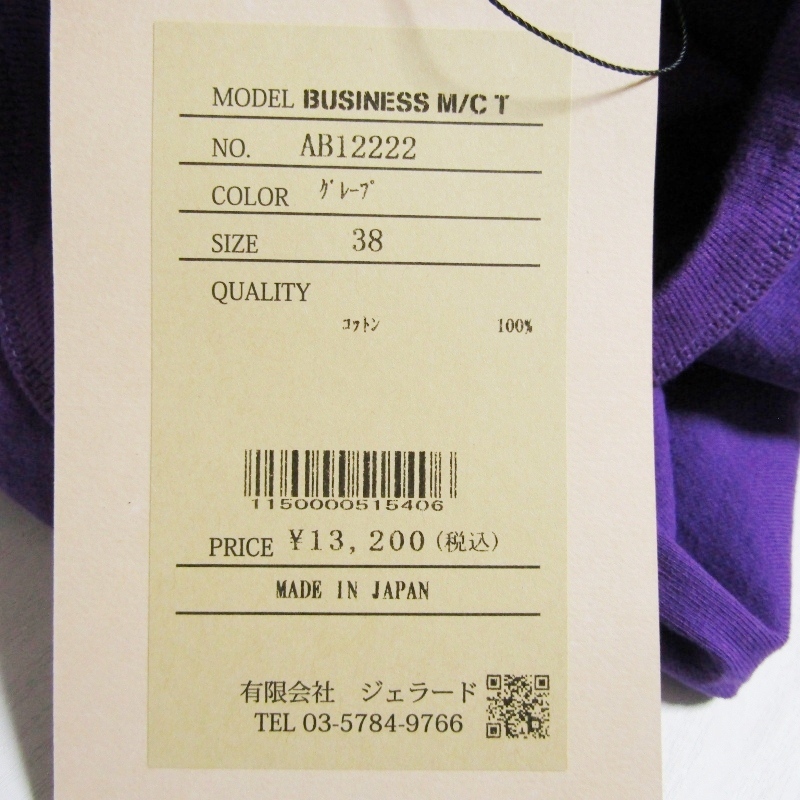 MODEL BUSINESS M/C T
NO. AB12222
COLOR ｸﾞﾚｰﾌﾟ
SIZE 38
QUALITY
ｺｯﾄﾝ 100%
1150000515406
PRICE ¥13,200 (税込)
MADE IN JAPAN
有限会社　ジェラード
TEL 03-5784-9766